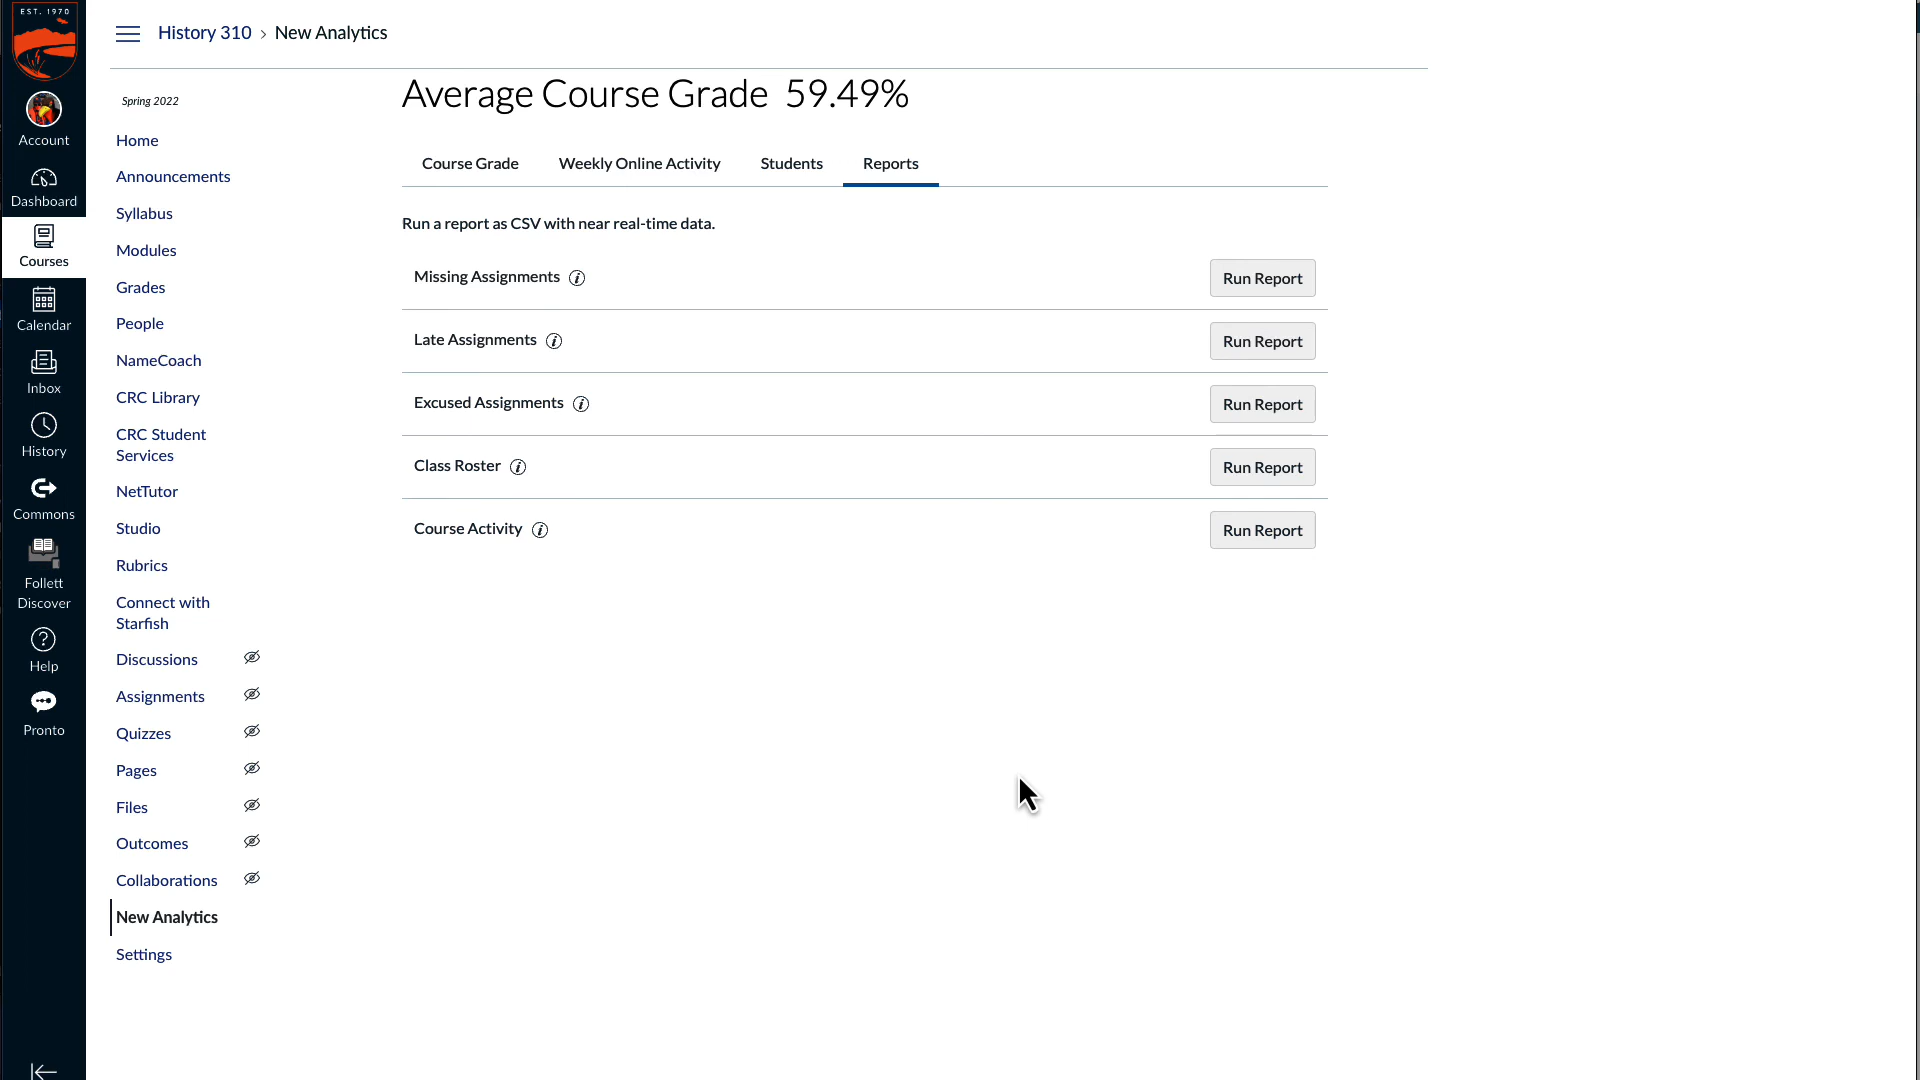 EST. 1970
Account
Dashboard
Courses
Calendar
Inbox
History
Commons
Follett
Discover
Help
Pronto
History 310 › New Analytics
Spring 2022
Home
Announcements
Syllabus
Modules
Grades
People
NameCoach
CRC Library
CRC Student
Services
NetTutor
Studio
Rubrics
Connect with
Starfish
Discussions
Assignments
Quizzes
Pages
Files
Outcomes
Collaborations
New Analytics
Settings
Average Course Grade 59.49%
Course Grade Weekly Online Activity Students Reports
Run a report as CSV with near real-time data.
Missing Assignments i Run Report
Late Assignments i Run Report
Excused Assignments i Run Report
Class Roster i Run Report
Course Activity i Run Report